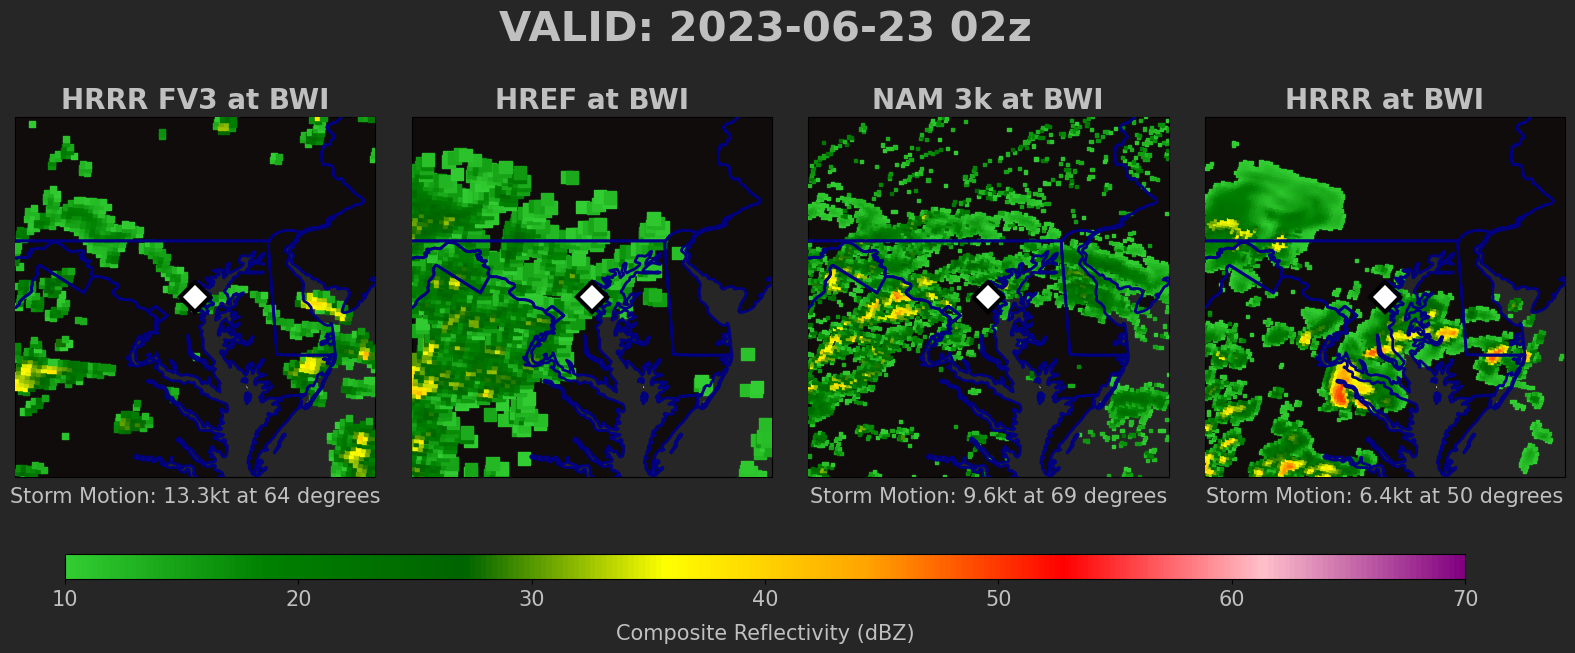 VALID: 2023-06-23 02z
HRRR FV3 at BWI
HREF at BWI
NAM 3k at BWI
HRRR at BWI
Storm Motion: 13.3kt at 64 degrees
Storm Motion: 9.6kt at 69 degrees
Storm Motion: 6.4kt at 50 degrees
10 20 30 40 50 60 70
Composite Reflectivity (dBZ)